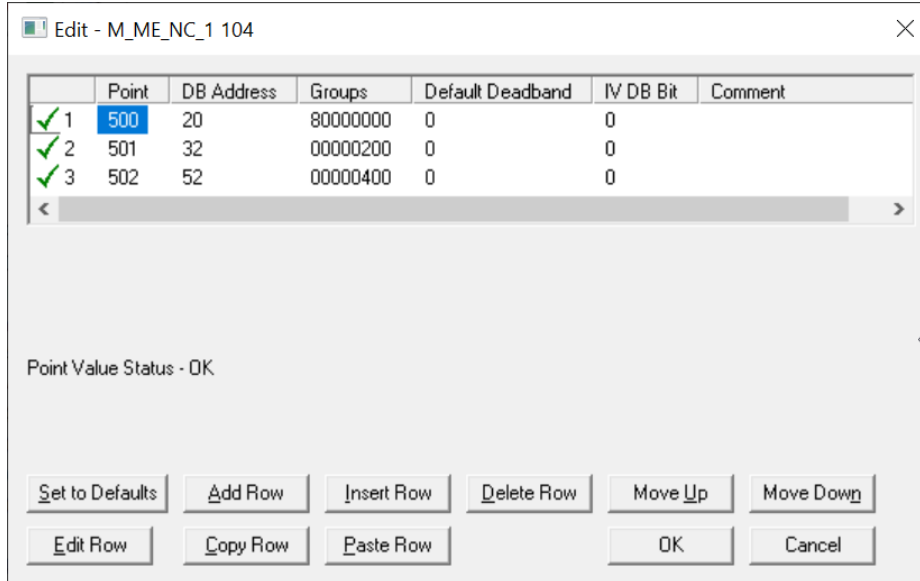 Edit - M_ME_NC_1 104
Point DB Address Groups Default Deadband IV DB Bit Comment
1 500 20 80000000 0 0
2 501 32 00000200 0 0
3 502 52 00000400 0 0
Point Value Status - OK
Set to Defaults Add Row Insert Row Delete Row Move Up Move Down
Edit Row Copy Row Paste Row OK Cancel